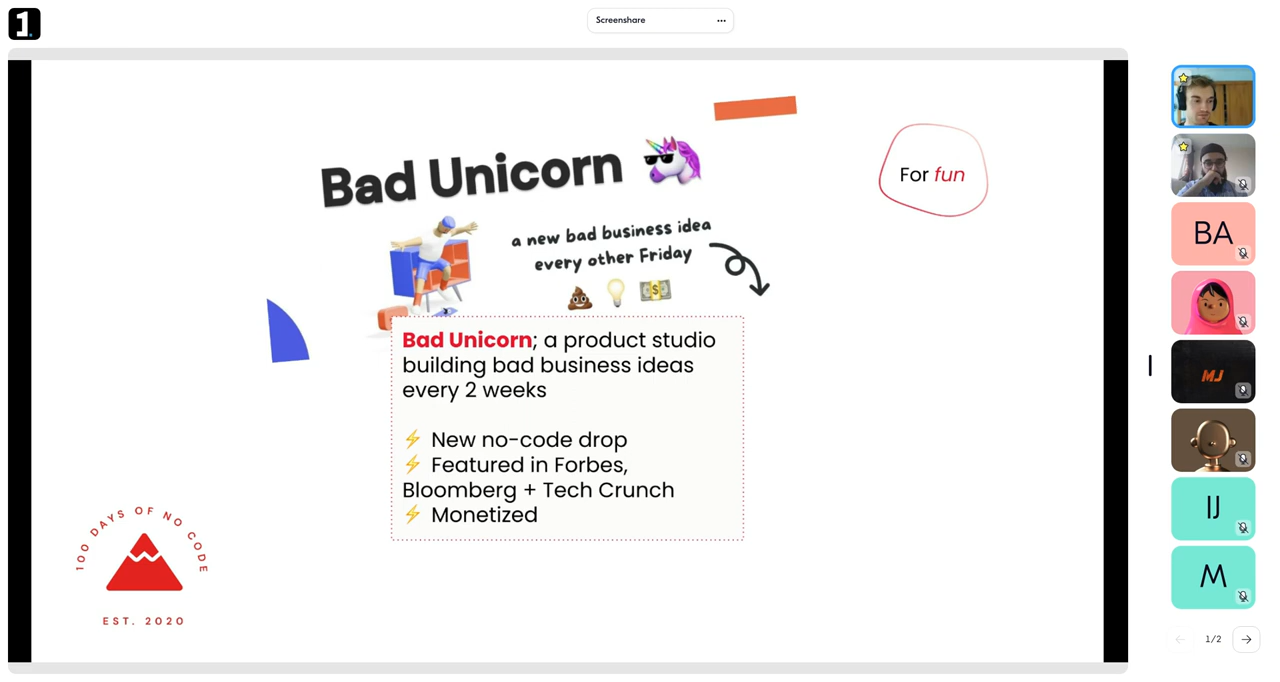 1.
Screenshare
Bad Unicorn
For fun
a new bad business idea
every other Friday
Bad Unicorn; a product studio
building bad business ideas
every 2 weeks
⚡ New no-code drop
⚡ Featured in Forbes,
Bloomberg + Tech Crunch
⚡ Monetized
100 DAYS OF NO CODE
EST. 2020
BA
MJ
IJ
M
1/2